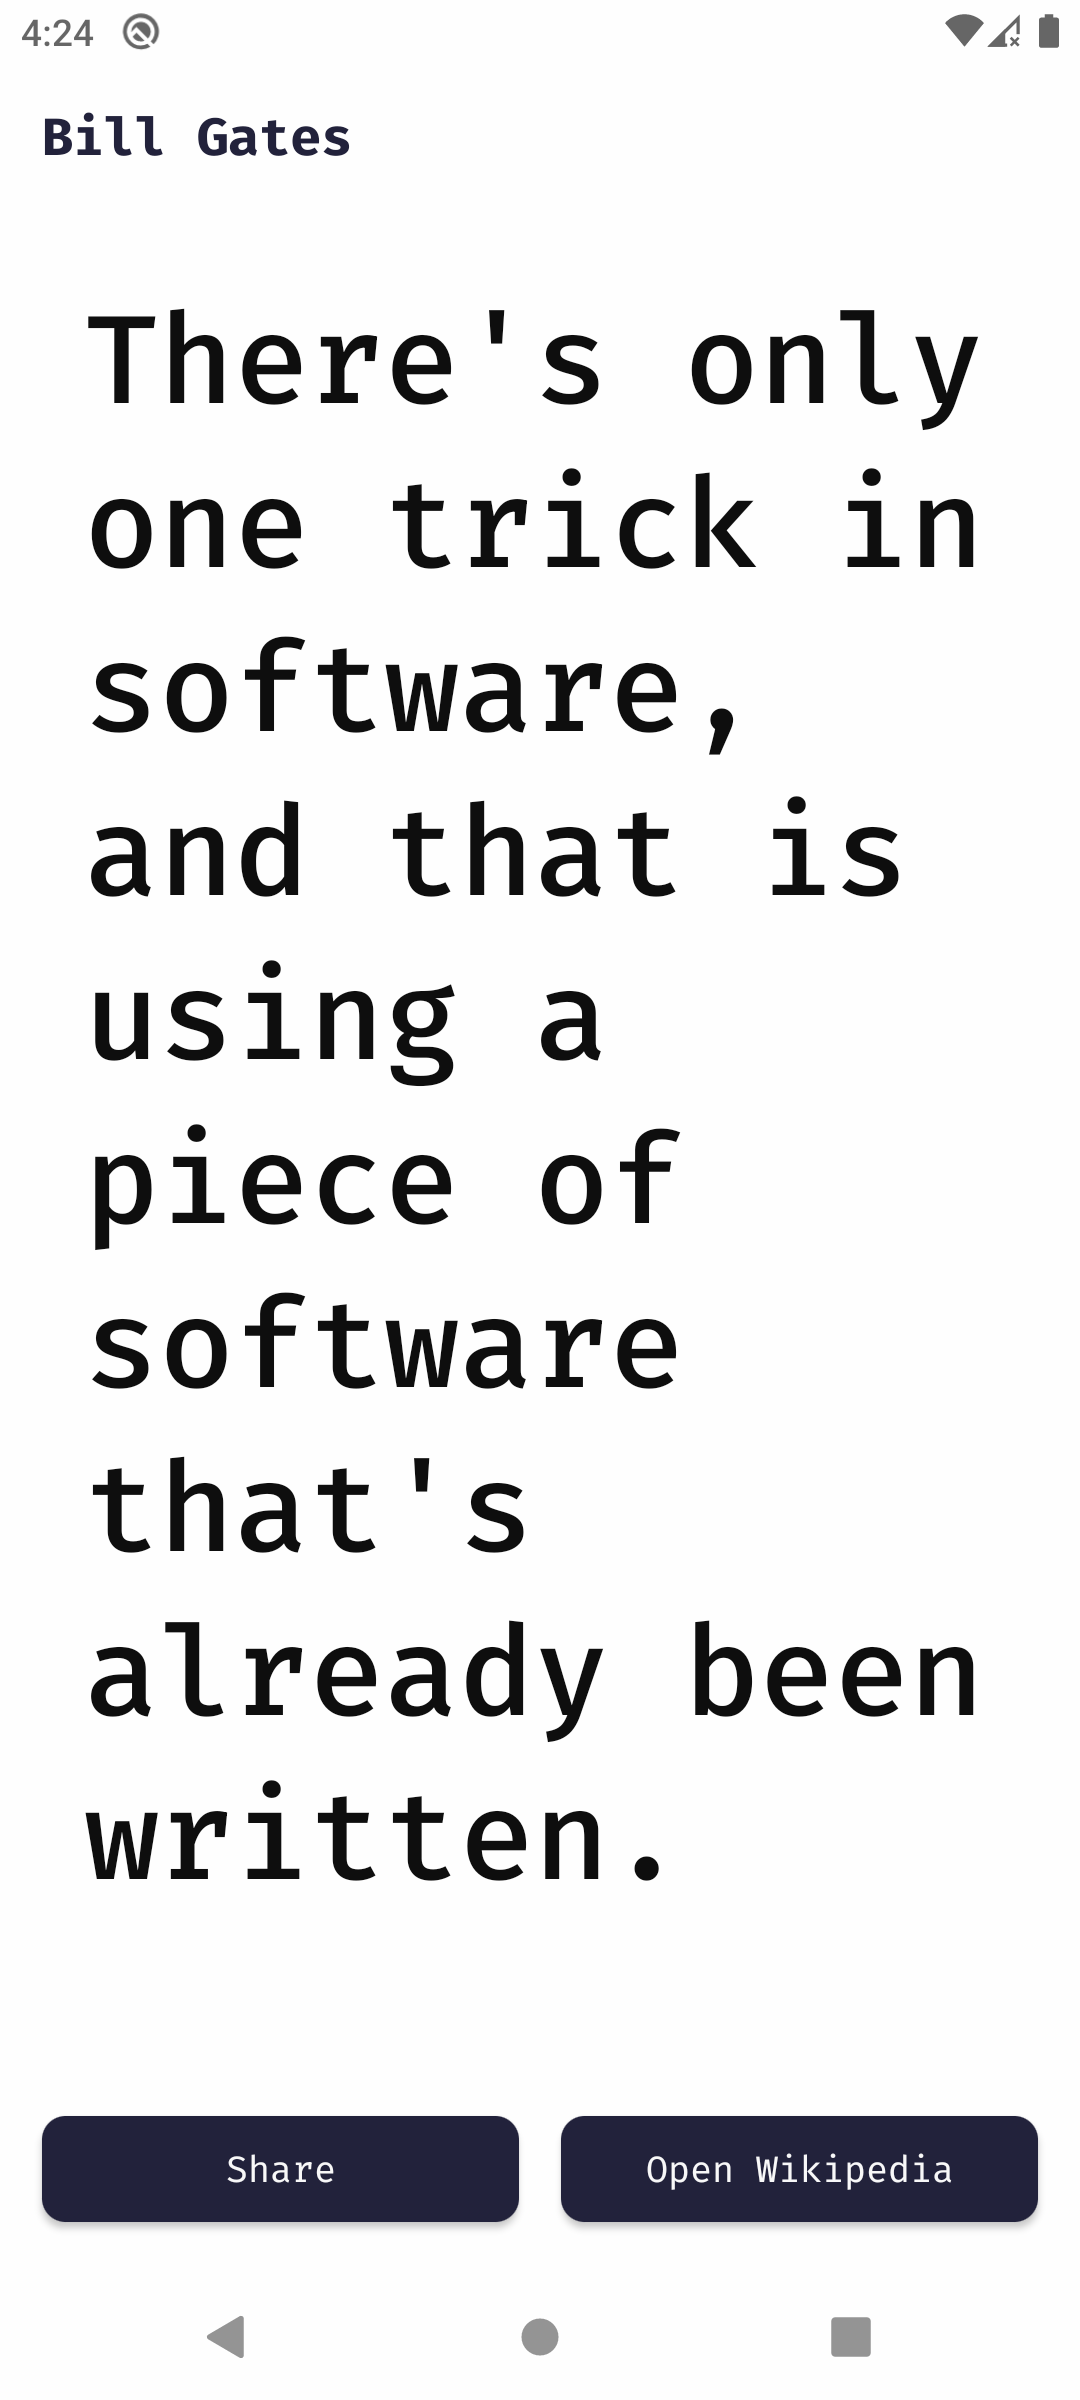 4:24
Bill Gates
There's only
one trick in
software,
and that is
using a
piece of
software
that's
already been
written.
Share
Open Wikipedia